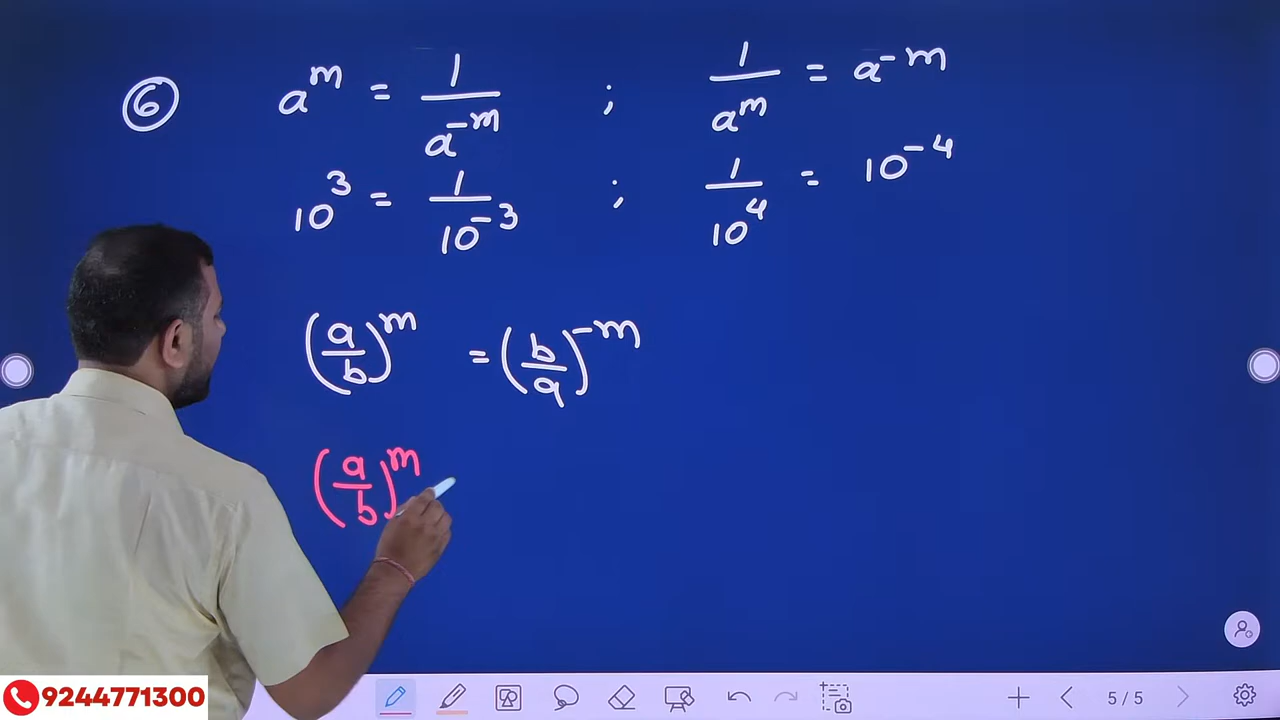 ⑥ a^m = 1/a^-m ; 1/a^m = a^-m
10^3 = 1/10^-3 ; 1/10^4 = 10^-4
(a/b)^m = (b/a)^-m
(a/b)^m
9244771300
5/5